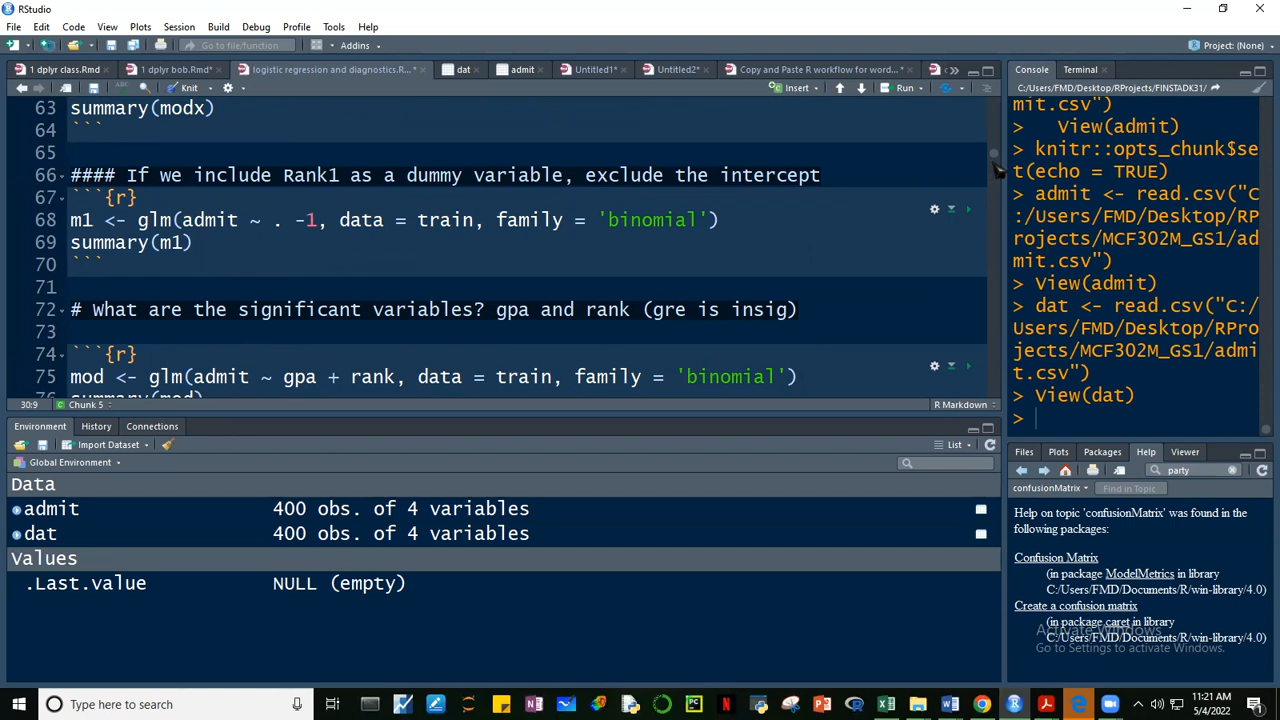 RStudio
File Edit Code View Plots Session Build Debug Profile Tools Help
Go to file/function Addins Project: (None)
1 dplyr class.Rmd 1 dplyr bob.Rmd* logistic regression and diagnostics.R...* dat admit Untitled1* Untitled2* Copy and Paste R workflow for word...*
Knit Insert Run
63 summary(modx)
64 ```
65
66 #### If we include Rank1 as a dummy variable, exclude the intercept
67 ```{r}
68 m1 <- glm(admit ~ . -1, data = train, family = 'binomial')
69 summary(m1)
70 ```
71
72 # What are the significant variables? gpa and rank (gre is insig)
73
74 ```{r}
75 mod <- glm(admit ~ gpa + rank, data = train, family = 'binomial')
76 summary(mod)
30:9 Chunk 5 R Markdown
Environment History Connections
Import Dataset List
Global Environment
Data
admit 400 obs. of 4 variables
dat 400 obs. of 4 variables
Values
.Last.value NULL (empty)
Console Terminal
C:/Users/FMD/Desktop/RProjects/FINSTADK31/
mit.csv")
> View(admit)
> knitr::opts_chunk$se
t(echo = TRUE)
> admit <- read.csv("C
:/Users/FMD/Desktop/RP
rojects/MCF302M_GS1/ad
mit.csv")
> View(admit)
> dat <- read.csv("C:/
Users/FMD/Desktop/RPro
jects/MCF302M_GS1/admi
t.csv")
> View(dat)
>
Files Plots Packages Help Viewer
party
confusionMatrix Find in Topic
Help on topic 'confusionMatrix' was found in the
following packages:
Confusion Matrix
(in package ModelMetrics in library
C:/Users/FMD/Documents/R/win-library/4.0)
Create a confusion matrix
(in package caret in library
C:/Users/FMD/Documents/R/win-library/4.0)
Activate Windows
Go to Settings to activate Windows.
Type here to search
11:21 AM
5/4/2022